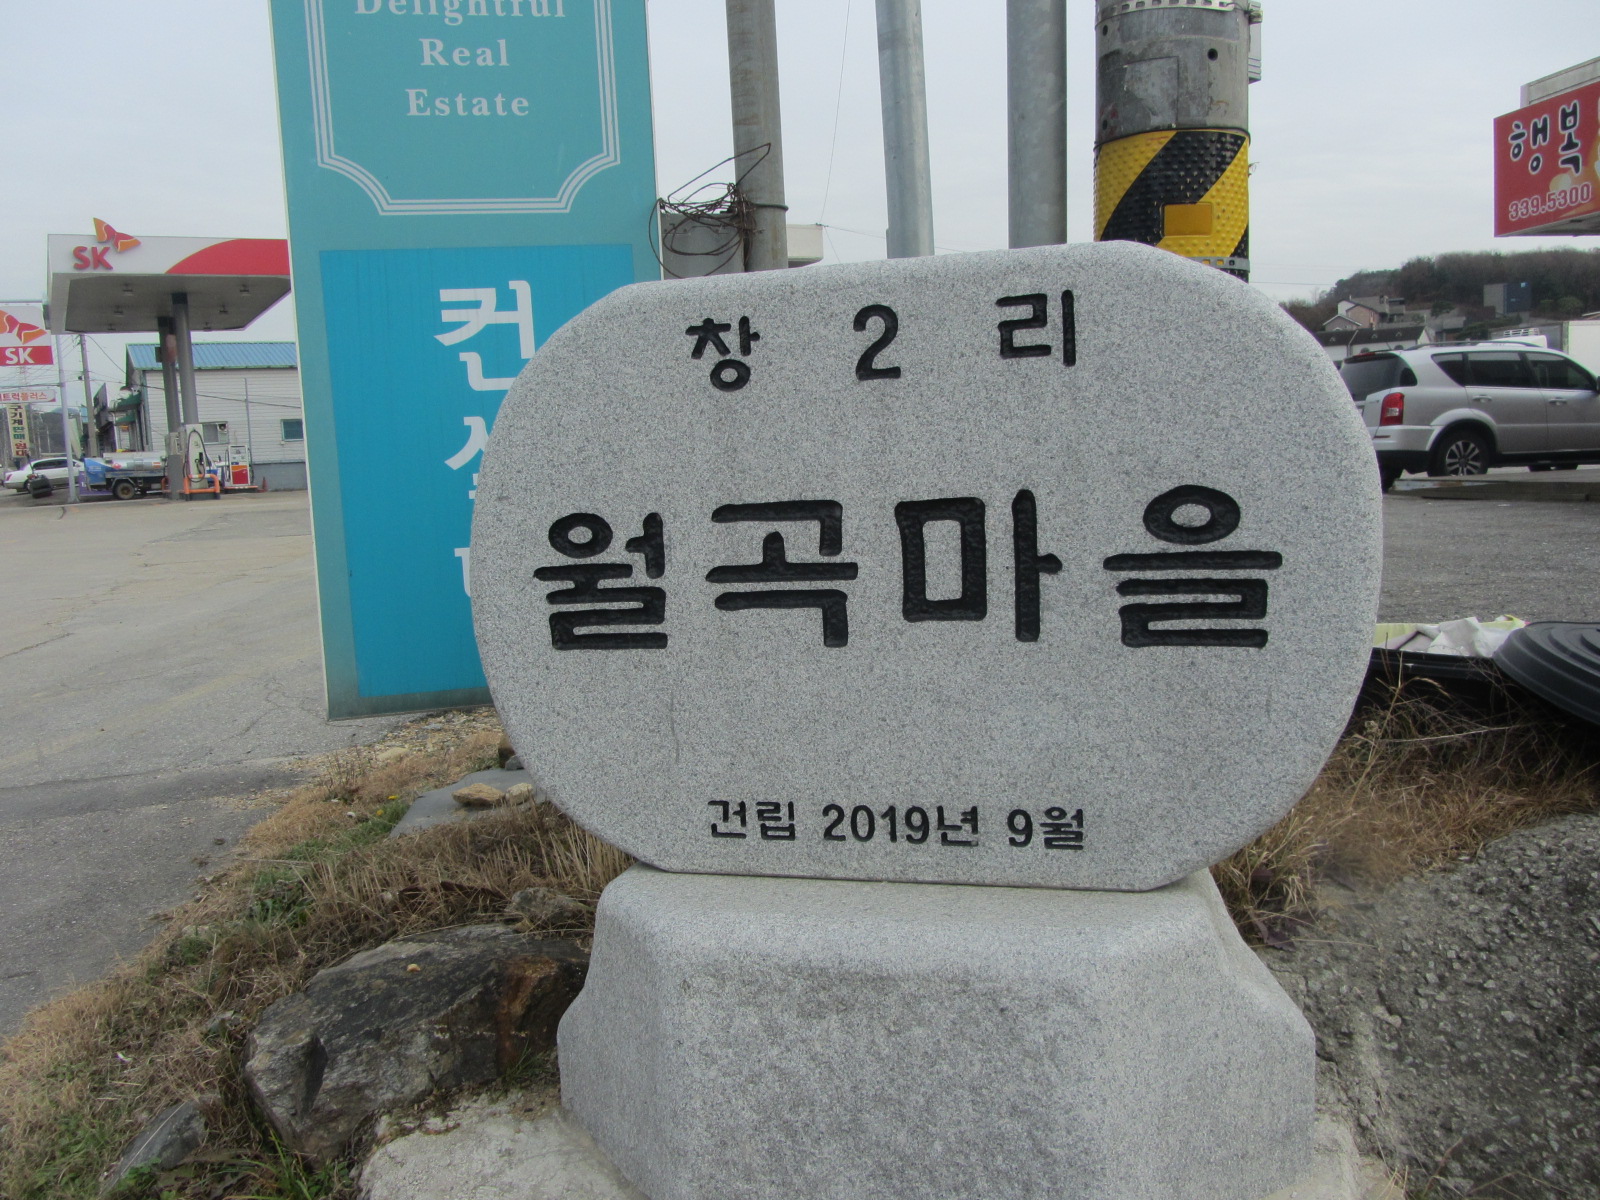 Delightful
Real
Estate
컨
창 2 리
월곡마을
건립 2019년 9월
SK
SK
행복
339.5300